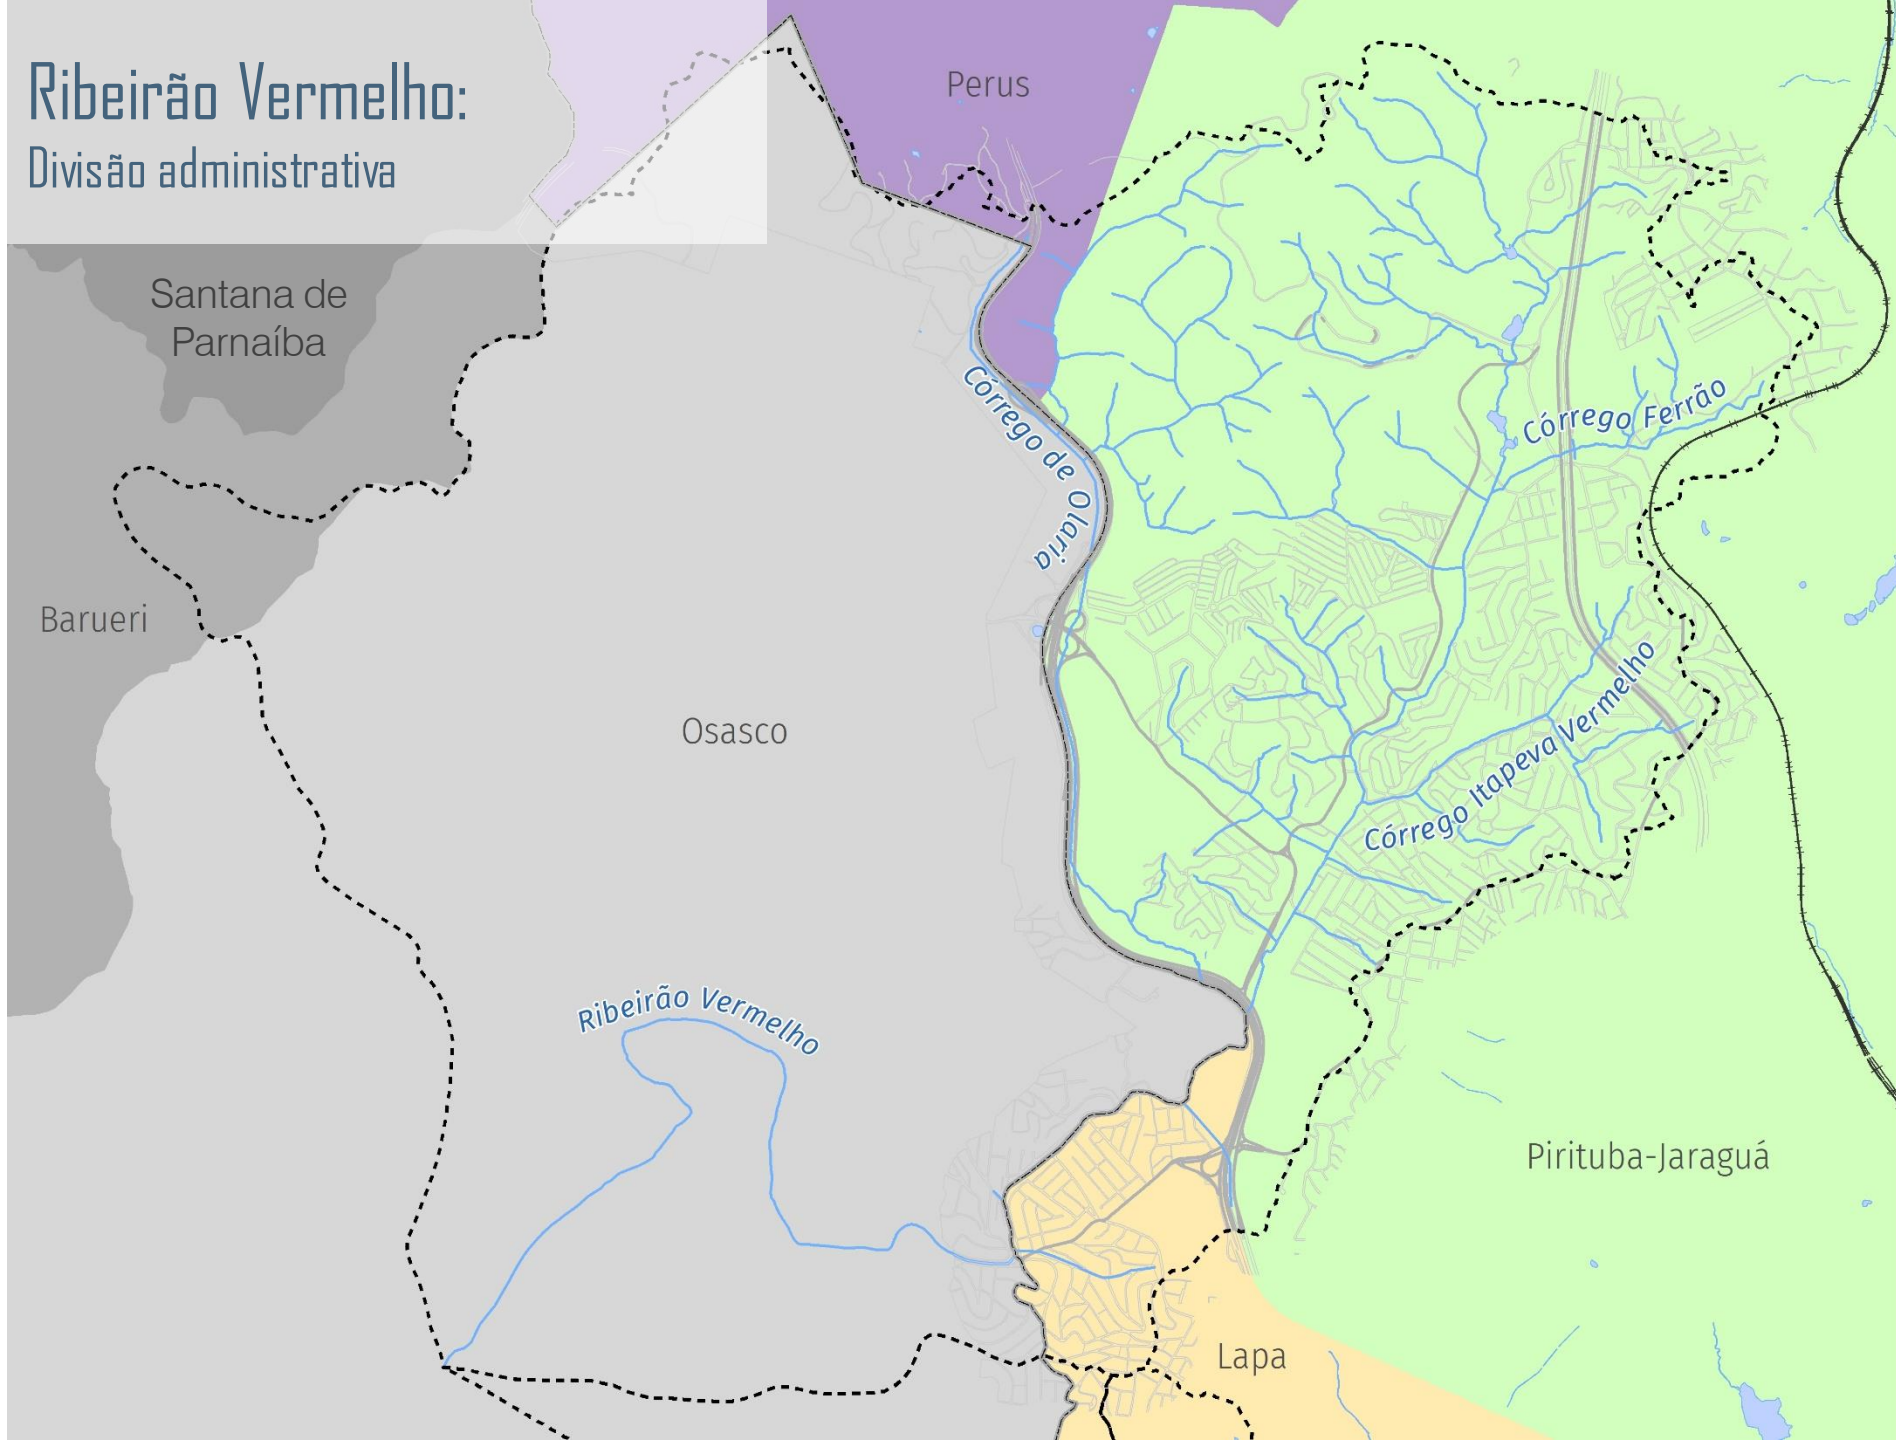 Ribeirão Vermelho:
Divisão administrativa
Perus
Santana de
Parnaíba
Córrego Ferrão
Córrego de Olaria
Barueri
Osasco
Córrego Itapeva Vermelho
Ribeirão Vermelho
Pirituba-Jaraguá
Lapa